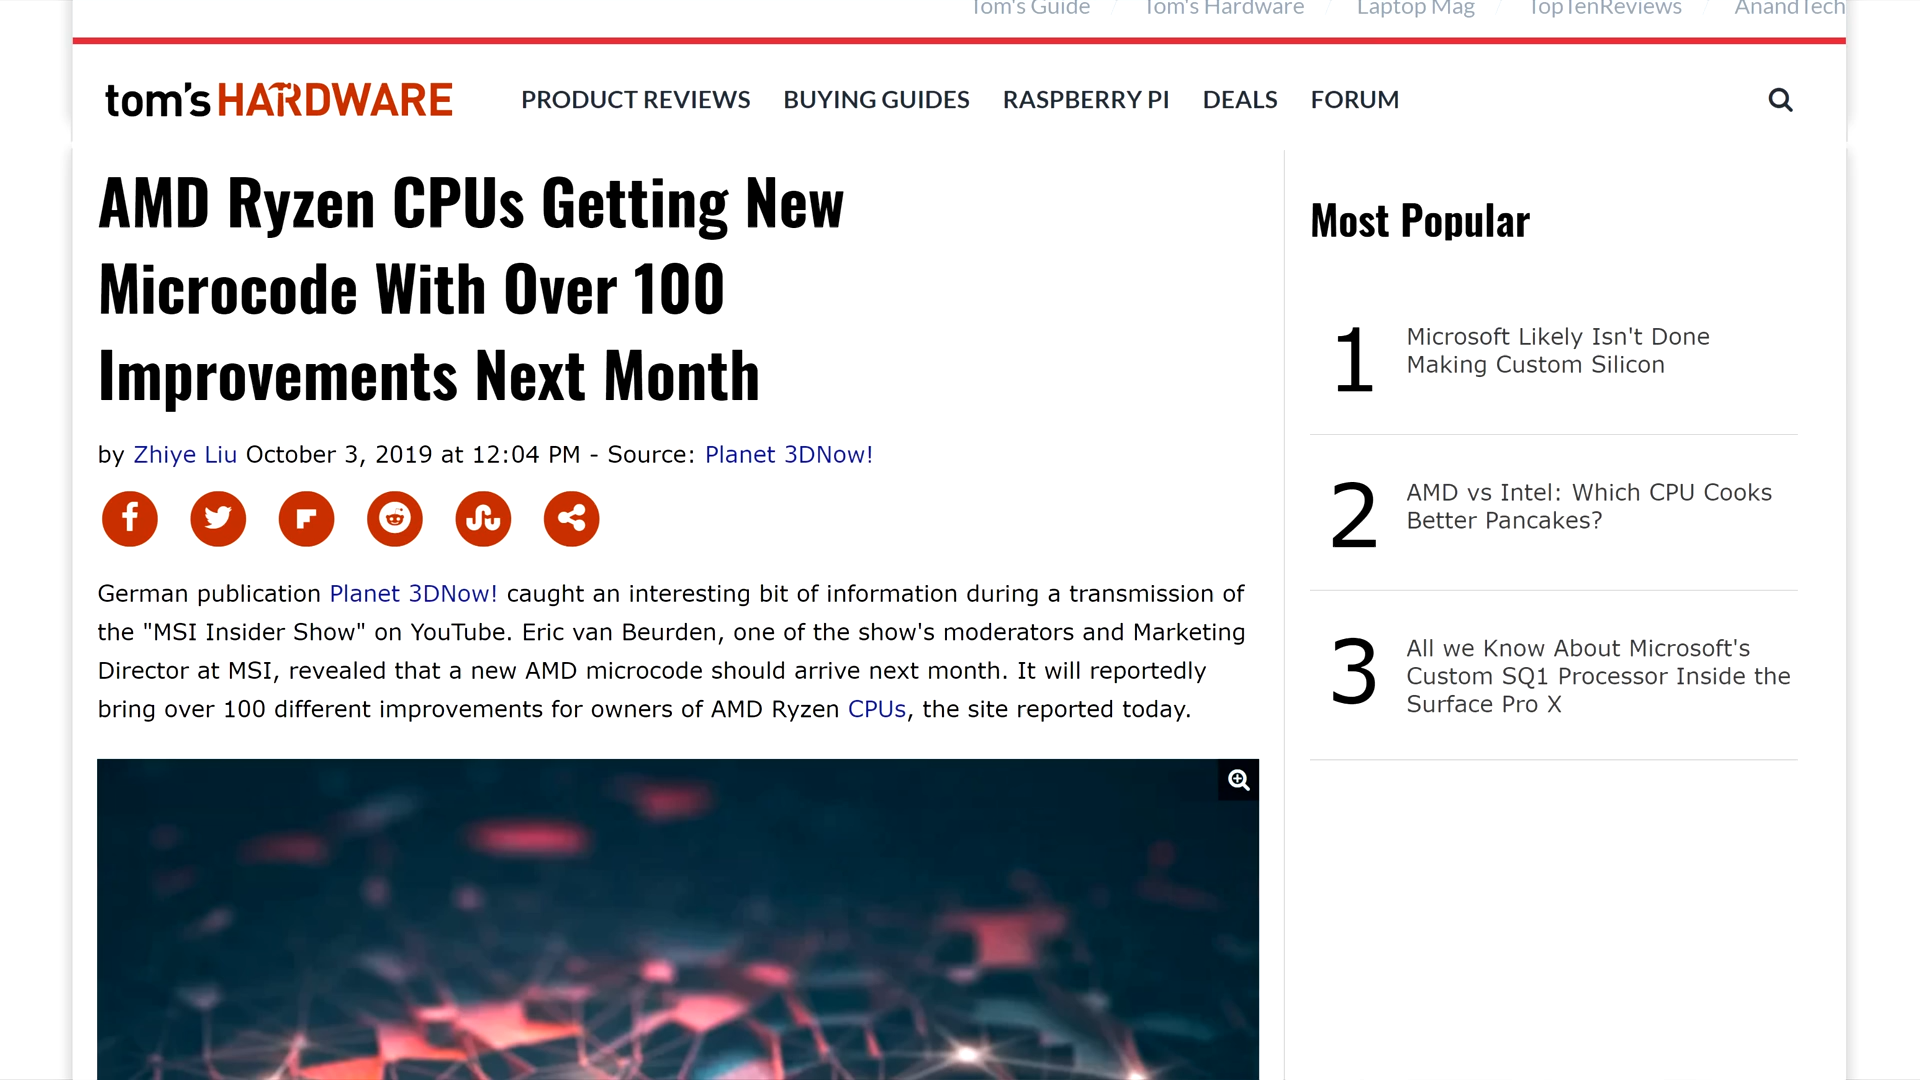 Tom's Guide Tom's Hardware Laptop Mag TopTenReviews AnandTech
tom's HARDWARE PRODUCT REVIEWS BUYING GUIDES RASPBERRY PI DEALS FORUM
AMD Ryzen CPUs Getting New
Microcode With Over 100
Improvements Next Month
by Zhiye Liu October 3, 2019 at 12:04 PM - Source: Planet 3DNow!
German publication Planet 3DNow! caught an interesting bit of information during a transmission of
the "MSI Insider Show" on YouTube. Eric van Beurden, one of the show's moderators and Marketing
Director at MSI, revealed that a new AMD microcode should arrive next month. It will reportedly
bring over 100 different improvements for owners of AMD Ryzen CPUs, the site reported today.
Most Popular
1
Microsoft Likely Isn't Done
Making Custom Silicon
2
AMD vs Intel: Which CPU Cooks
Better Pancakes?
3
All we Know About Microsoft's
Custom SQ1 Processor Inside the
Surface Pro X